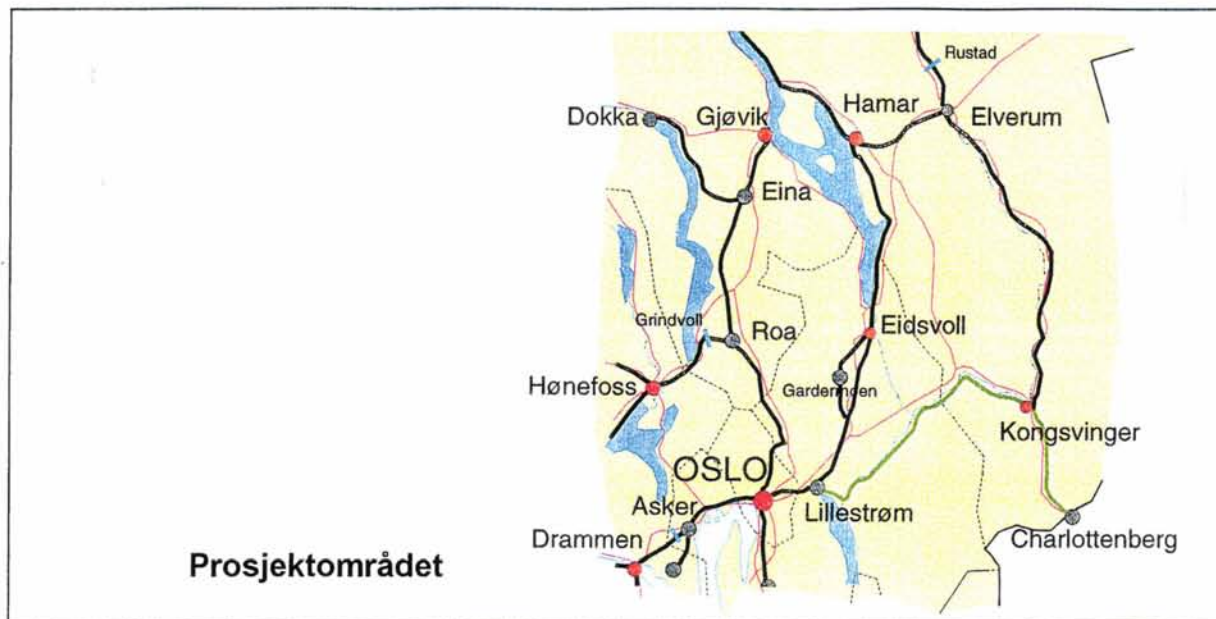 Rustad
Hamar
Dokka
Gjøvik
Elverum
Eina
Grindvoll
Roa
Eidsvoll
Gardermoen
Hønefoss
Kongsvinger
OSLO
Asker
Lillestrøm
Drammen
Charlottenberg
Prosjektområdet